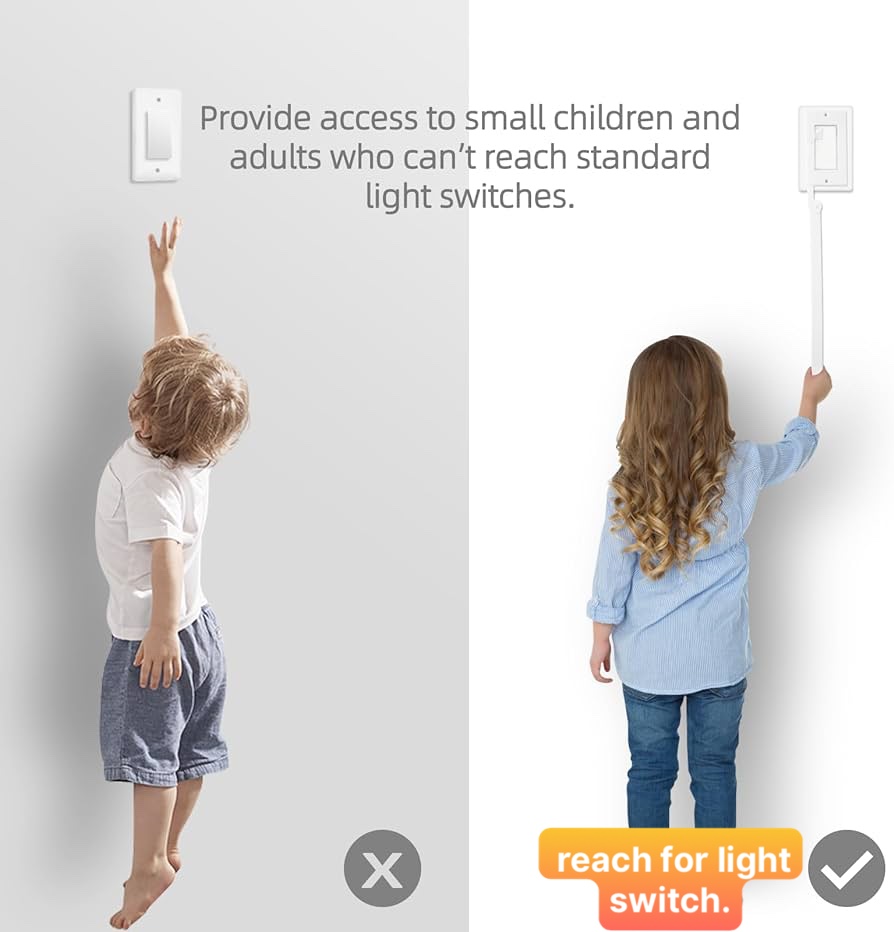 Provide access to small children and
adults who can't reach standard
light switches.
reach for light
switch.